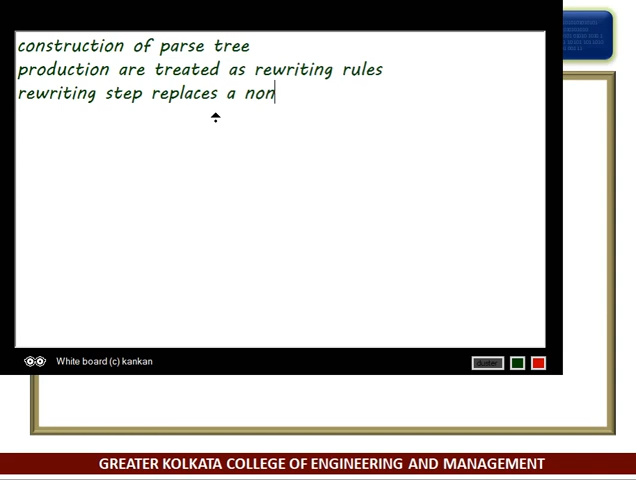 construction of parse tree
production are treated as rewriting rules
rewriting step replaces a non
White board (c) kankan
duster
GREATER KOLKATA COLLEGE OF ENGINEERING AND MANAGEMENT